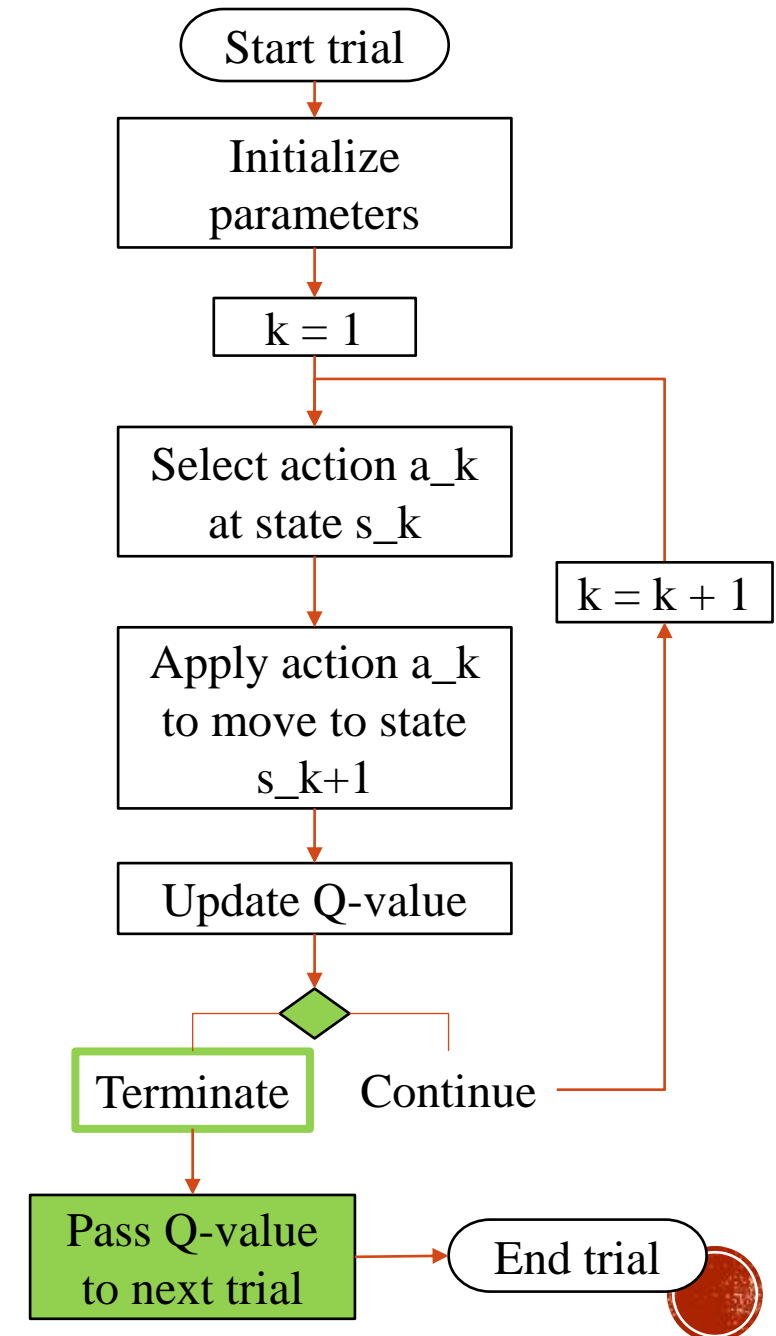 Start trial
Initialize
parameters
k = 1
Select action a_k
at state s_k
k = k + 1
Apply action a_k
to move to state
s_k+1
Update Q-value
Terminate
Continue
Pass Q-value
to next trial
End trial